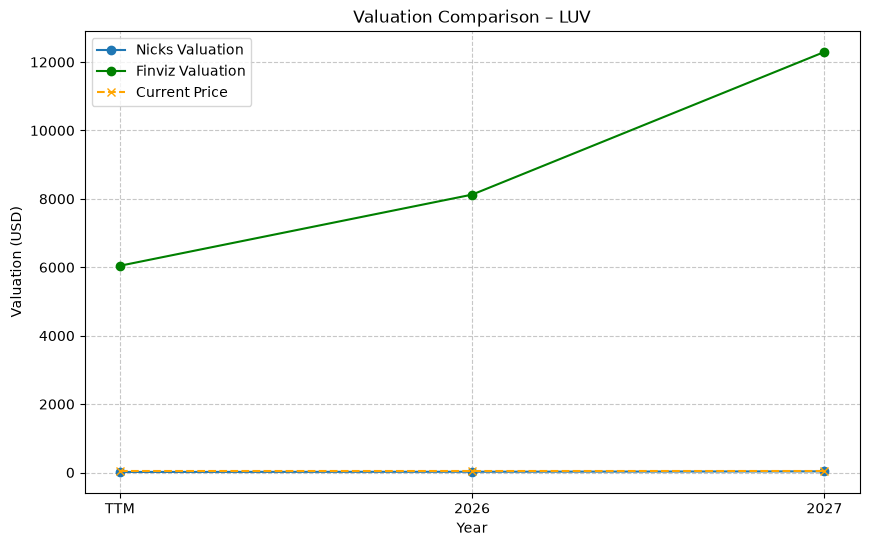 Valuation Comparison – LUV
Nicks Valuation
Finviz Valuation
Current Price
12000
10000
8000
6000
4000
2000
0
Valuation (USD)
TTM
2026
2027
Year